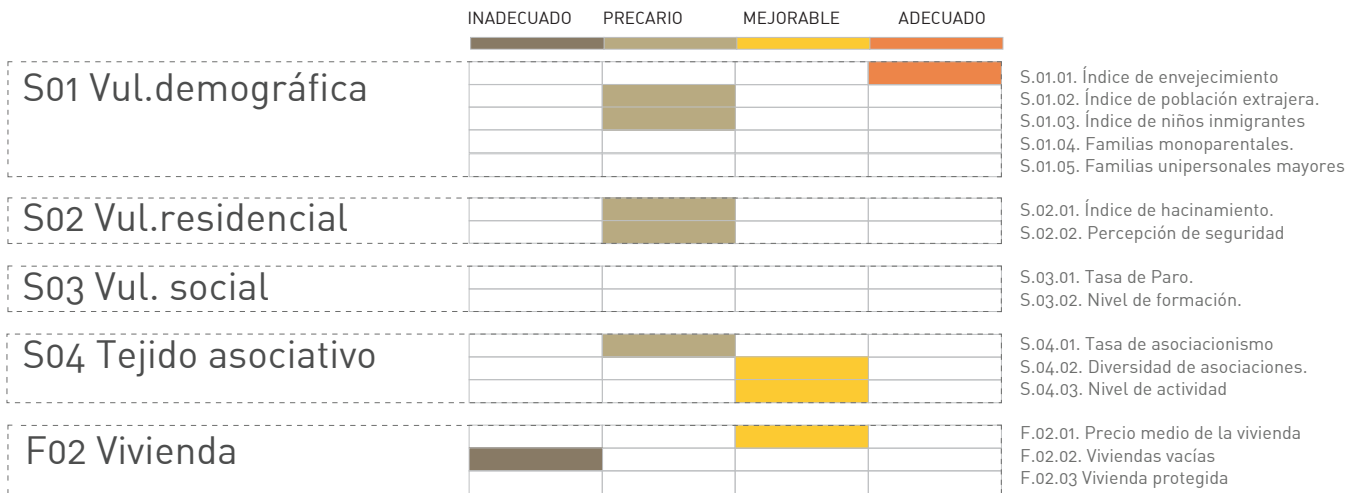 INADECUADO PRECARIO MEJORABLE ADECUADO
S01 Vul.demográfica
S.01.01. Índice de envejecimiento
S.01.02. Índice de población extrajera.
S.01.03. Índice de niños inmigrantes
S.01.04. Familias monoparentales.
S.01.05. Familias unipersonales mayores
S02 Vul.residencial
S.02.01. Índice de hacinamiento.
S.02.02. Percepción de seguridad
S03 Vul. social
S.03.01. Tasa de Paro.
S.03.02. Nivel de formación.
S04 Tejido asociativo
S.04.01. Tasa de asociacionismo
S.04.02. Diversidad de asociaciones.
S.04.03. Nivel de actividad
F02 Vivienda
F.02.01. Precio medio de la vivienda
F.02.02. Viviendas vacías
F.02.03 Vivienda protegida